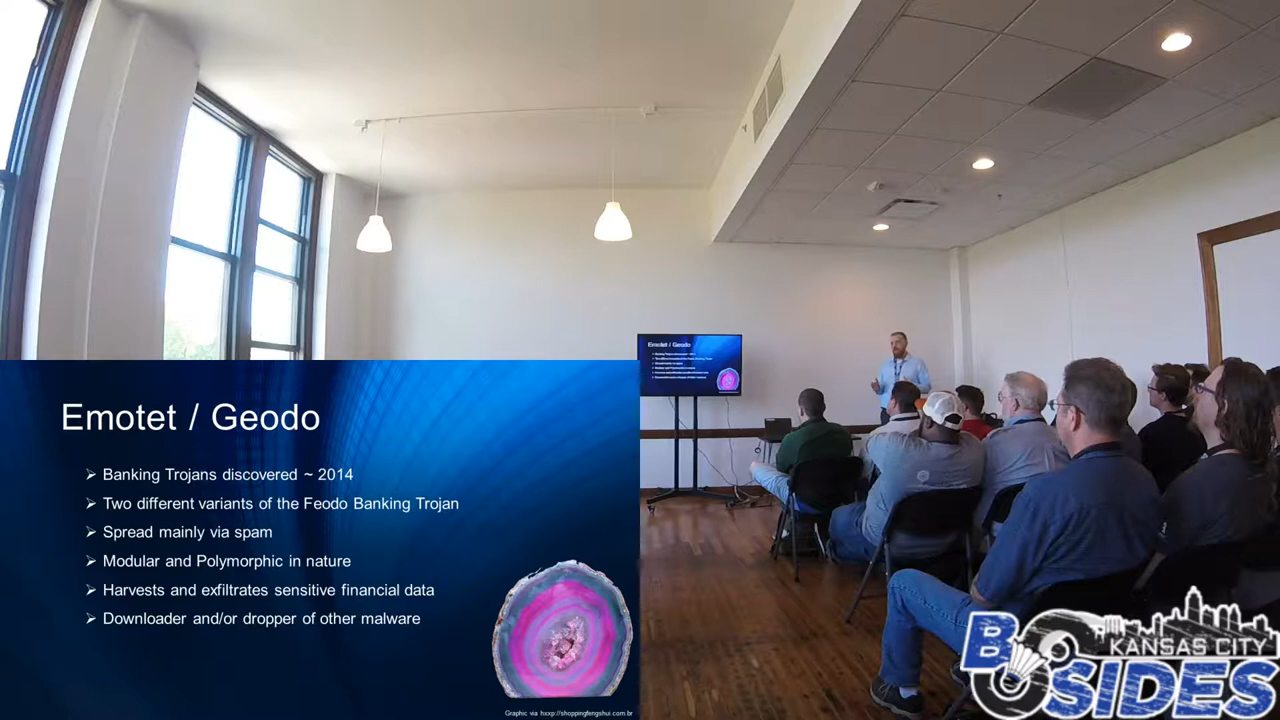 Emotet / Geodo
➢ Banking Trojans discovered ~ 2014
➢ Two different variants of the Feodo Banking Trojan
➢ Spread mainly via spam
➢ Modular and Polymorphic in nature
➢ Harvests and exfiltrates sensitive financial data
➢ Downloader and/or dropper of other malware
Graphic via hxxp://shoppingfengshui.com.br
Emotet / Geodo
KANSAS CITY
BSIDES